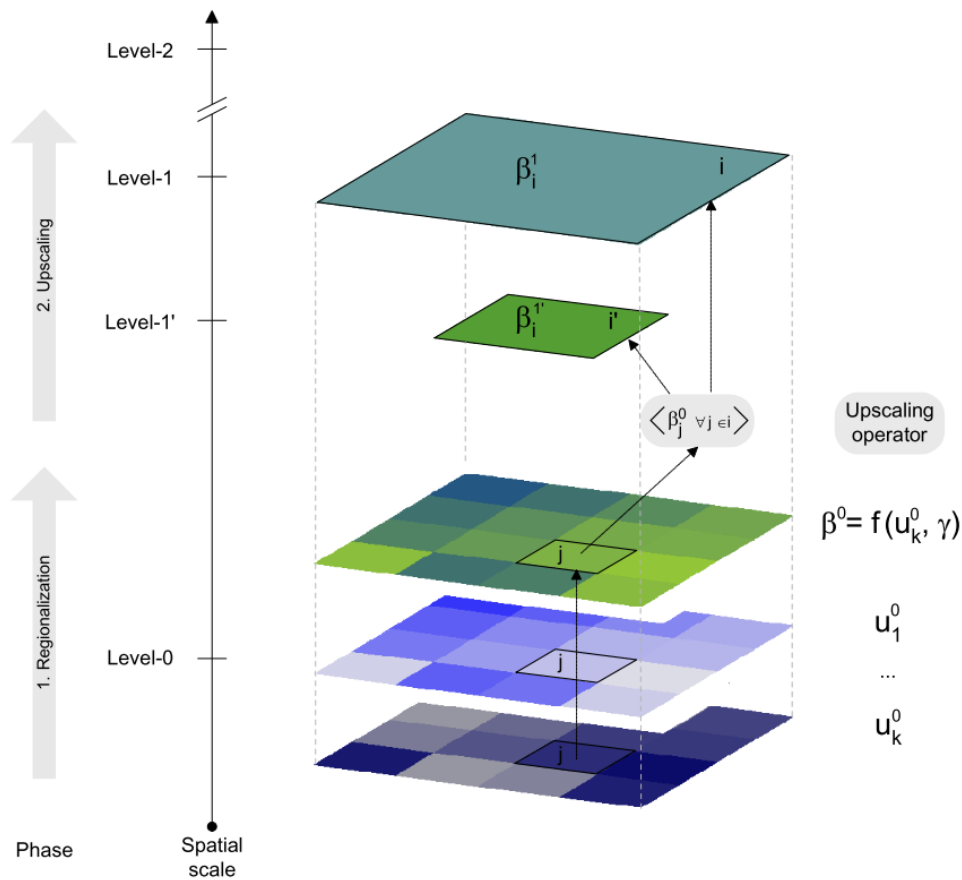 Level-2
Level-1
Level-1'
Level-0
2. Upscaling
1. Regionalization
Phase
Spatial
scale
β¹ᵢ i
β¹'ᵢ i'
⟨β⁰ⱼ ∀j ∈i⟩
Upscaling
operator
j
β⁰= f(u⁰ₖ, γ)
j
u⁰₁
...
j
u⁰ₖ